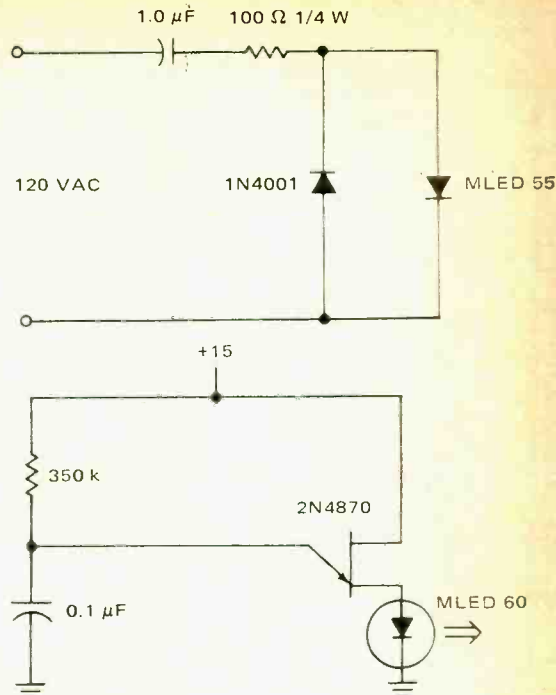 1.0 µF
100 Ω 1/4 W
120 VAC
1N4001
MLED 55
+15
350 k
2N4870
0.1 µF
MLED 60